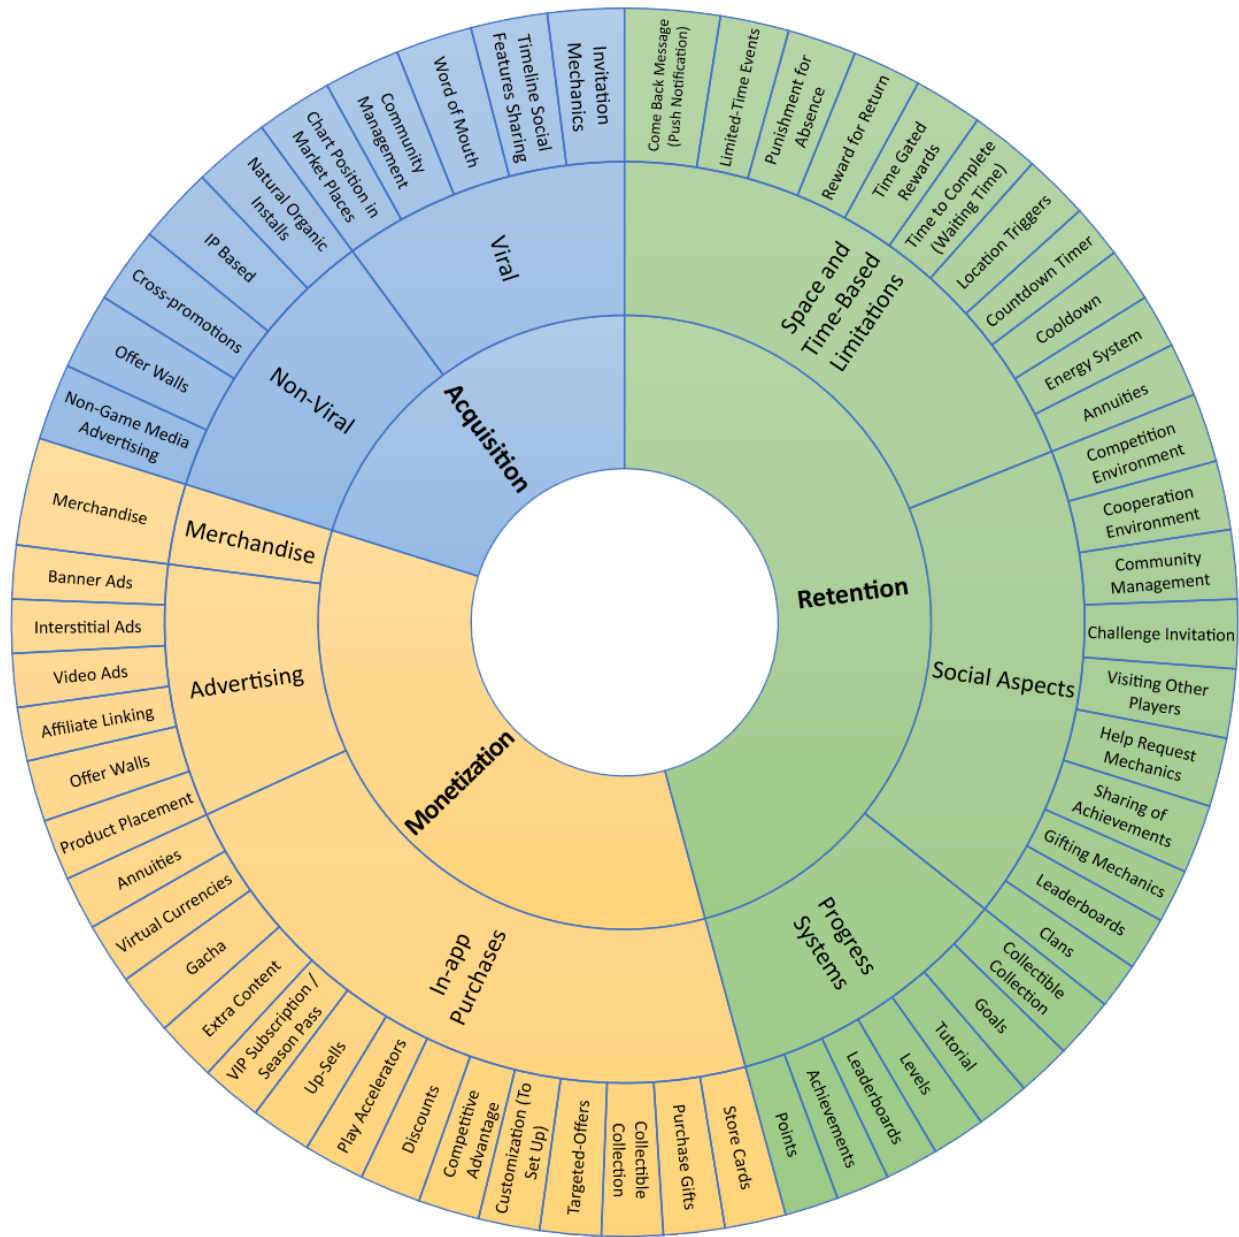 Acquisition
Viral
Invitation
Mechanics
Timeline Social
Features Sharing
Word of Mouth
Community
Management
Chart Position in
Market Places
Non-Viral
Natural Organic
Installs
IP Based
Cross-promotions
Offer Walls
Non-Game Media
Advertising
Retention
Space and
Time-Based
Limitations
Come Back Message
(Push Notification)
Limited-Time Events
Punishment for
Absence
Reward for Return
Time Gated
Rewards
Time to Complete
(Waiting Time)
Location Triggers
Countdown Timer
Cooldown
Energy System
Annuities
Social Aspects
Competition
Environment
Cooperation
Environment
Community
Management
Challenge Invitation
Visiting Other
Players
Help Request
Mechanics
Sharing of
Achievements
Gifting Mechanics
Leaderboards
Clans
Progress
Systems
Collectible
Collection
Goals
Tutorial
Levels
Leaderboards
Achievements
Points
Monetization
In-app
Purchases
Store Cards
Purchase Gifts
Collectible
Collection
Targeted-Offers
Customization (To
Set Up)
Competitive
Advantage
Discounts
Play Accelerators
Up-Sells
VIP Subscription /
Season Pass
Extra Content
Gacha
Virtual Currencies
Annuities
Advertising
Product Placement
Offer Walls
Affiliate Linking
Video Ads
Interstitial Ads
Banner Ads
Merchandise
Merchandise